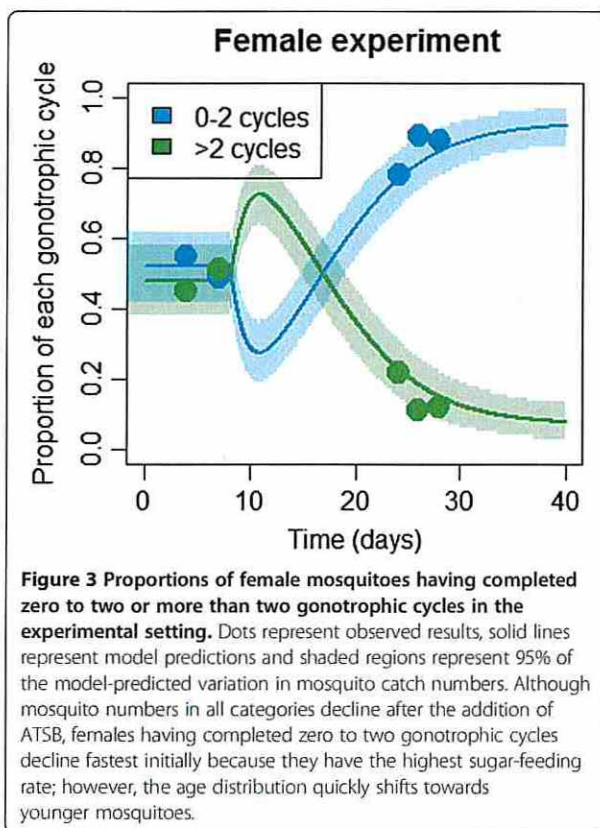 Female experiment
0-2 cycles
>2 cycles
Proportion of each gonotrophic cycle
1.0
0.8
0.6
0.4
0.2
0.0
0 10 20 30 40
Time (days)
Figure 3 Proportions of female mosquitoes having completed
zero to two or more than two gonotrophic cycles in the
experimental setting. Dots represent observed results, solid lines
represent model predictions and shaded regions represent 95% of
the model-predicted variation in mosquito catch numbers. Although
mosquito numbers in all categories decline after the addition of
ATSB, females having completed zero to two gonotrophic cycles
decline fastest initially because they have the highest sugar-feeding
rate; however, the age distribution quickly shifts towards
younger mosquitoes.